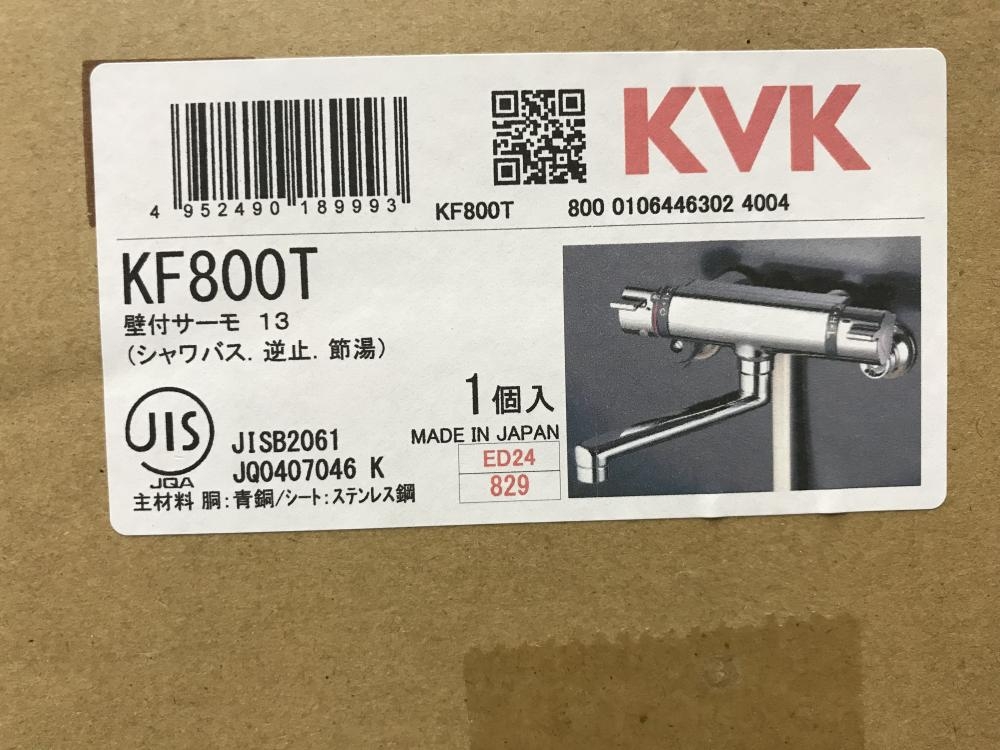 KVK
4 952490 189993
KF800T 800 0106446302 4004
KF800T
壁付サーモ 13
(シャワバス. 逆止. 節湯)
1個入
MADE IN JAPAN
ED24
829
JIS
JQA
JISB2061
JQ0407046 K
主材料 胴:青銅/シート:ステンレス鋼